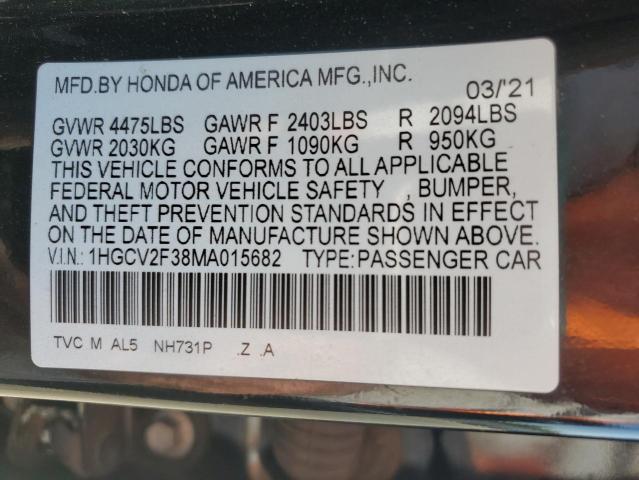 MFD.BY HONDA OF AMERICA MFG.,INC. 03/'21
GVWR 4475LBS GAWR F 2403LBS R 2094LBS
GVWR 2030KG GAWR F 1090KG R 950KG
THIS VEHICLE CONFORMS TO ALL APPLICABLE
FEDERAL MOTOR VEHICLE SAFETY , BUMPER,
AND THEFT PREVENTION STANDARDS IN EFFECT
ON THE DATE OF MANUFACTURE SHOWN ABOVE.
V.I.N.: 1HGCV2F38MA015682 TYPE:PASSENGER CAR
TVC M AL5 NH731P .Z .A